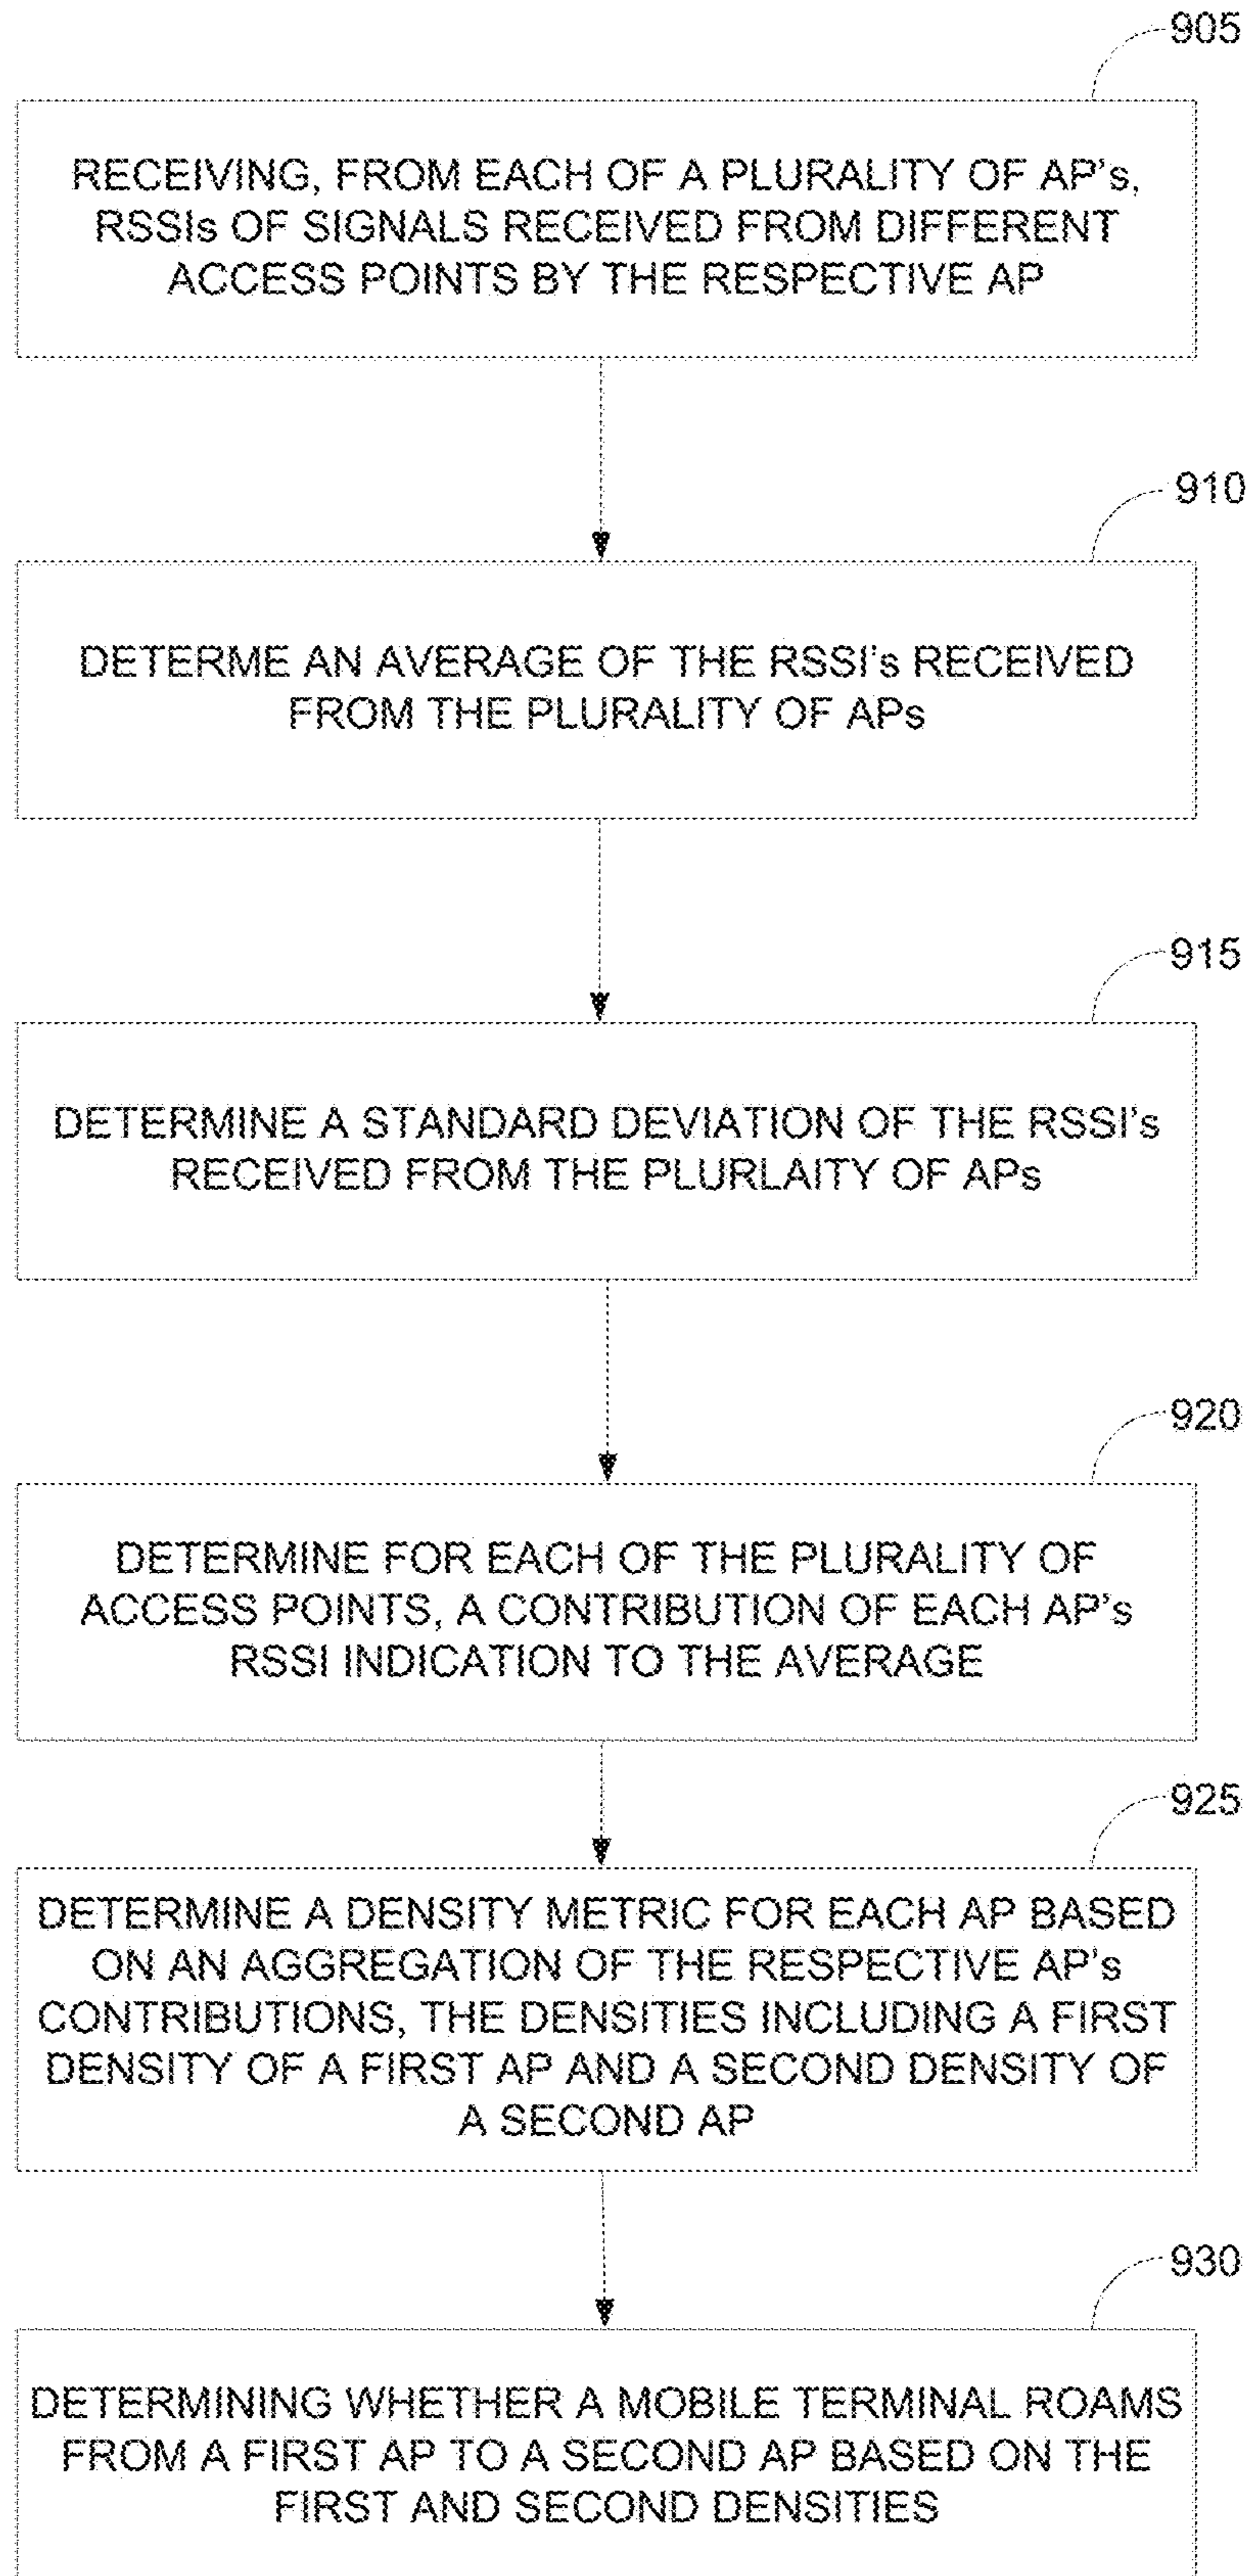 905
RECEIVING, FROM EACH OF A PLURALITY OF AP's,
RSSIs OF SIGNALS RECEIVED FROM DIFFERENT
ACCESS POINTS BY THE RESPECTIVE AP
910
DETERME AN AVERAGE OF THE RSSI's RECEIVED
FROM THE PLURALITY OF APs
915
DETERMINE A STANDARD DEVIATION OF THE RSSI's
RECEIVED FROM THE PLURLAITY OF APs
920
DETERMINE FOR EACH OF THE PLURALITY OF
ACCESS POINTS, A CONTRIBUTION OF EACH AP's
RSSI INDICATION TO THE AVERAGE
925
DETERMINE A DENSITY METRIC FOR EACH AP BASED
ON AN AGGREGATION OF THE RESPECTIVE AP's
CONTRIBUTIONS, THE DENSITIES INCLUDING A FIRST
DENSITY OF A FIRST AP AND A SECOND DENSITY OF
A SECOND AP
930
DETERMINING WHETHER A MOBILE TERMINAL ROAMS
FROM A FIRST AP TO A SECOND AP BASED ON THE
FIRST AND SECOND DENSITIES